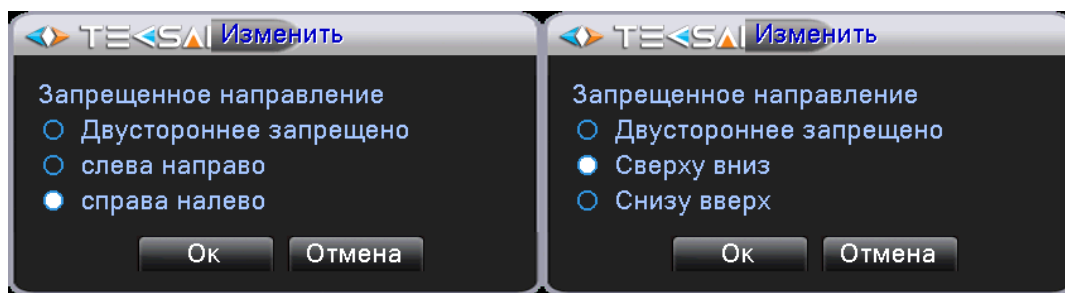 TEKSAI Изменить
Запрещенное направление
Двустороннее запрещено
слева направо
справа налево
Ок Отмена
TEKSAI Изменить
Запрещенное направление
Двустороннее запрещено
Сверху вниз
Снизу вверх
Ок Отмена